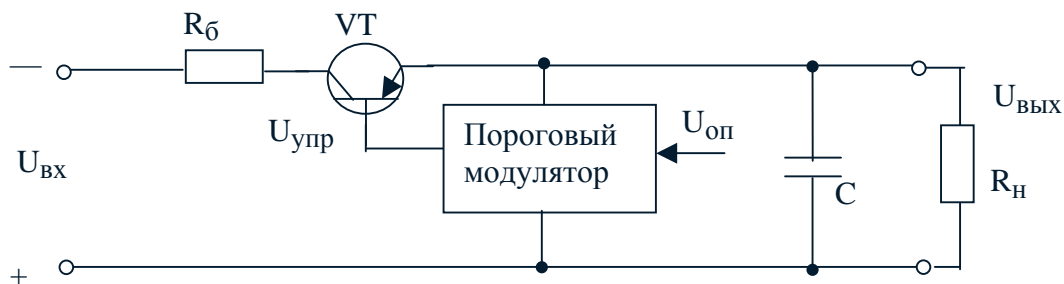 Rб
VT
—
Uвых
Uупр
Пороговый
модулятор
Uоп
Uвх
C
Rн
+